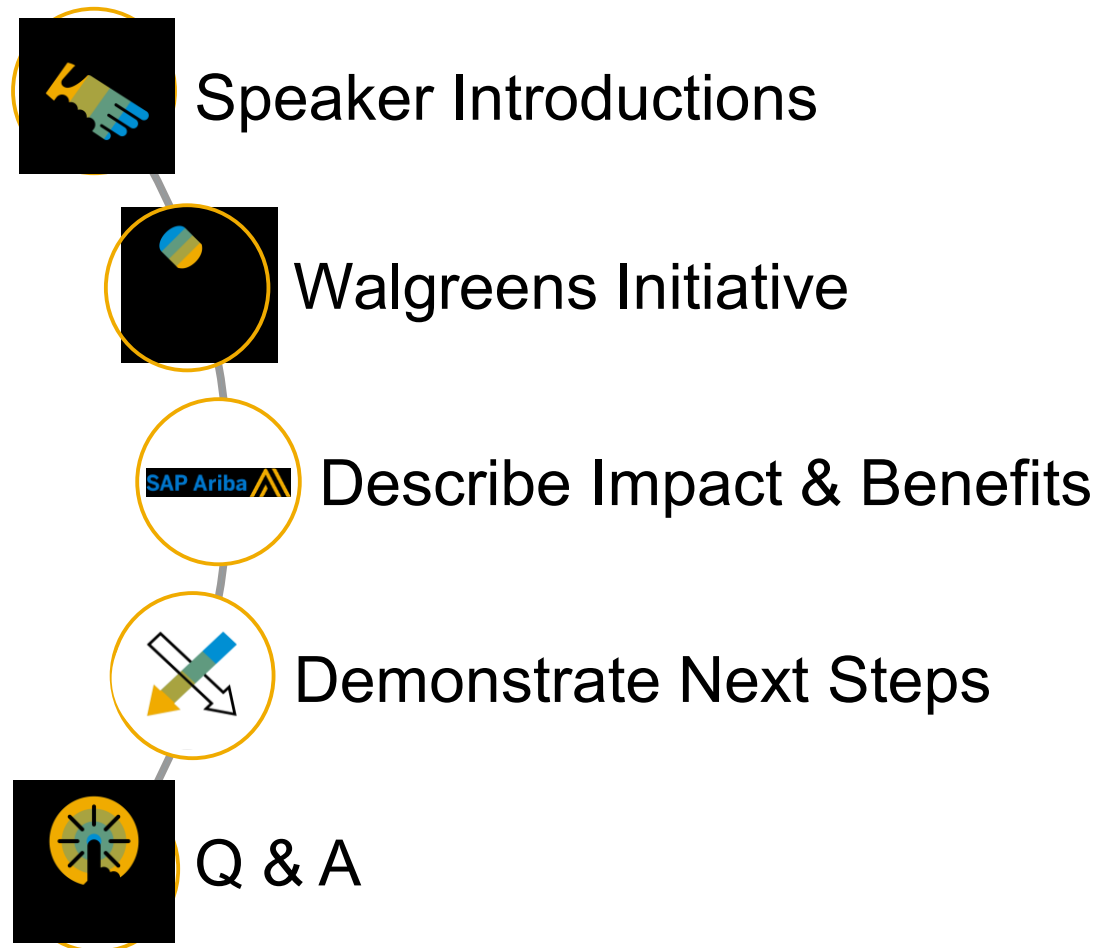 Speaker Introductions
Walgreens Initiative
SAP Ariba
Describe Impact & Benefits
Demonstrate Next Steps
Q & A